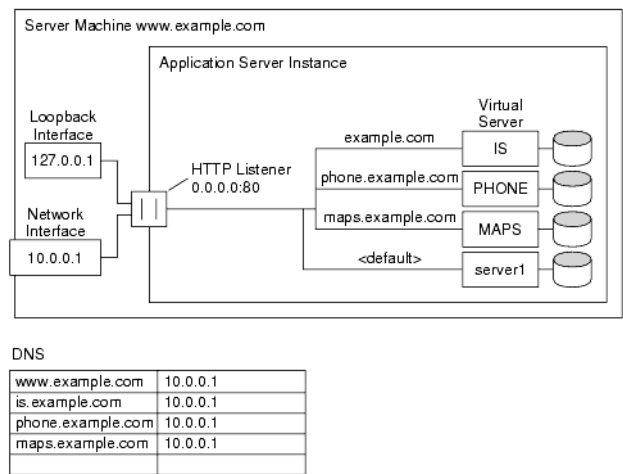 Server Machine www.example.com
Application Server Instance
Loopback
Interface
127.0.0.1
Network
Interface
10.0.0.1
HTTP Listener
0.0.0.0:80
Virtual
Server
example.com
IS
phone.example.com
PHONE
maps.example.com
MAPS
<default>
server1
DNS
www.example.com 10.0.0.1
is.example.com 10.0.0.1
phone.example.com 10.0.0.1
maps.example.com 10.0.0.1